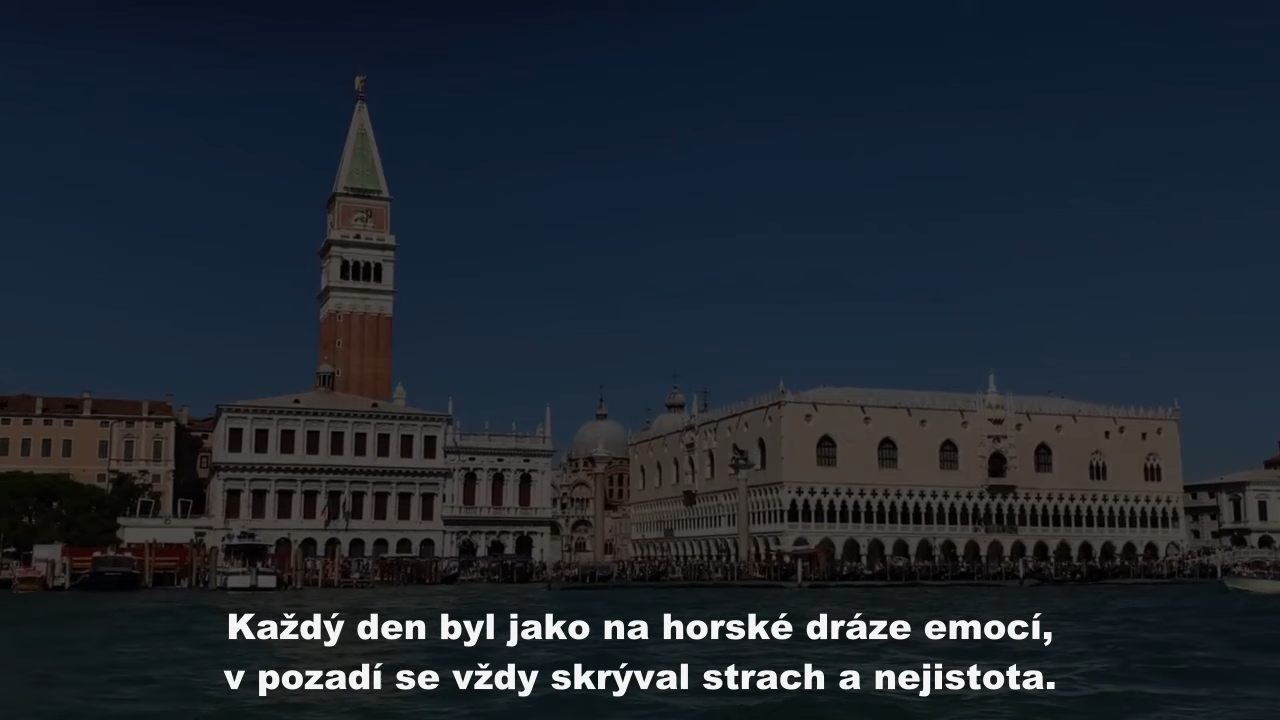 Každý den byl jako na horské dráze emocí,
v pozadí se vždy skrýval strach a nejistota.